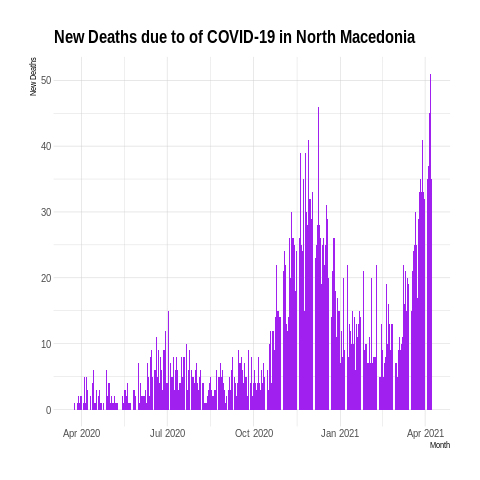 New Deaths due to of COVID-19 in North Macedonia
New Deaths
50
40
30
20
10
0
Apr 2020 Jul 2020 Oct 2020 Jan 2021 Apr 2021
Month